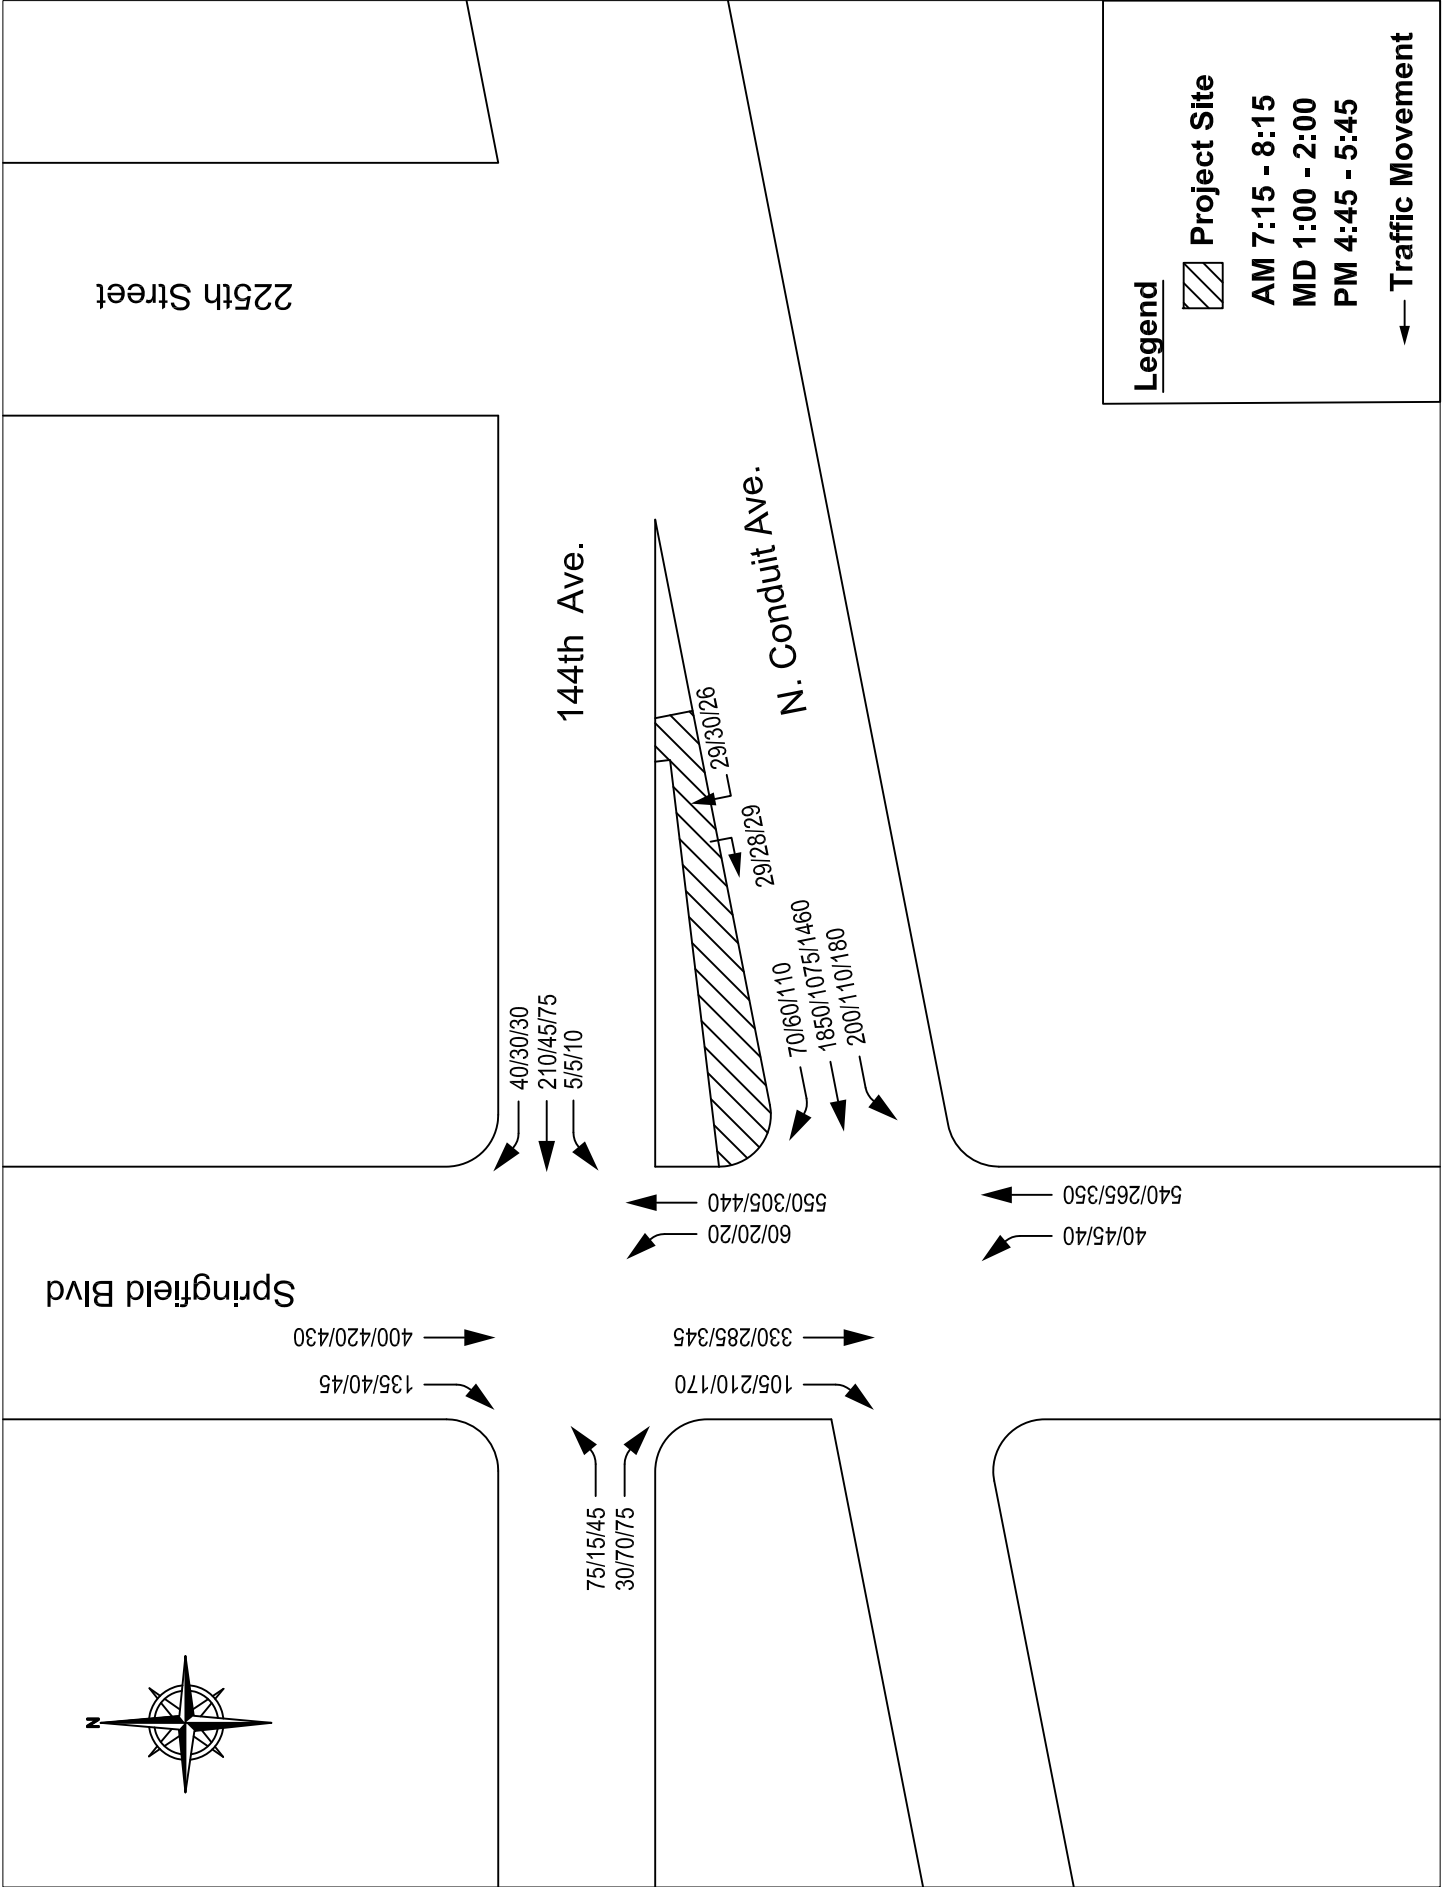 N
225th Street
Springfield Blvd
144th Ave.
N. Conduit Ave.
40/30/30
210/45/75
5/5/10
29/30/26
29/28/29
70/60/110
1850/1075/1460
200/110/180
550/305/440
60/20/20
540/265/350
40/45/40
400/420/430
135/40/45
330/285/345
105/210/170
75/15/45
30/70/75
Legend
Project Site
AM 7:15 - 8:15
MD 1:00 - 2:00
PM 4:45 - 5:45
Traffic Movement